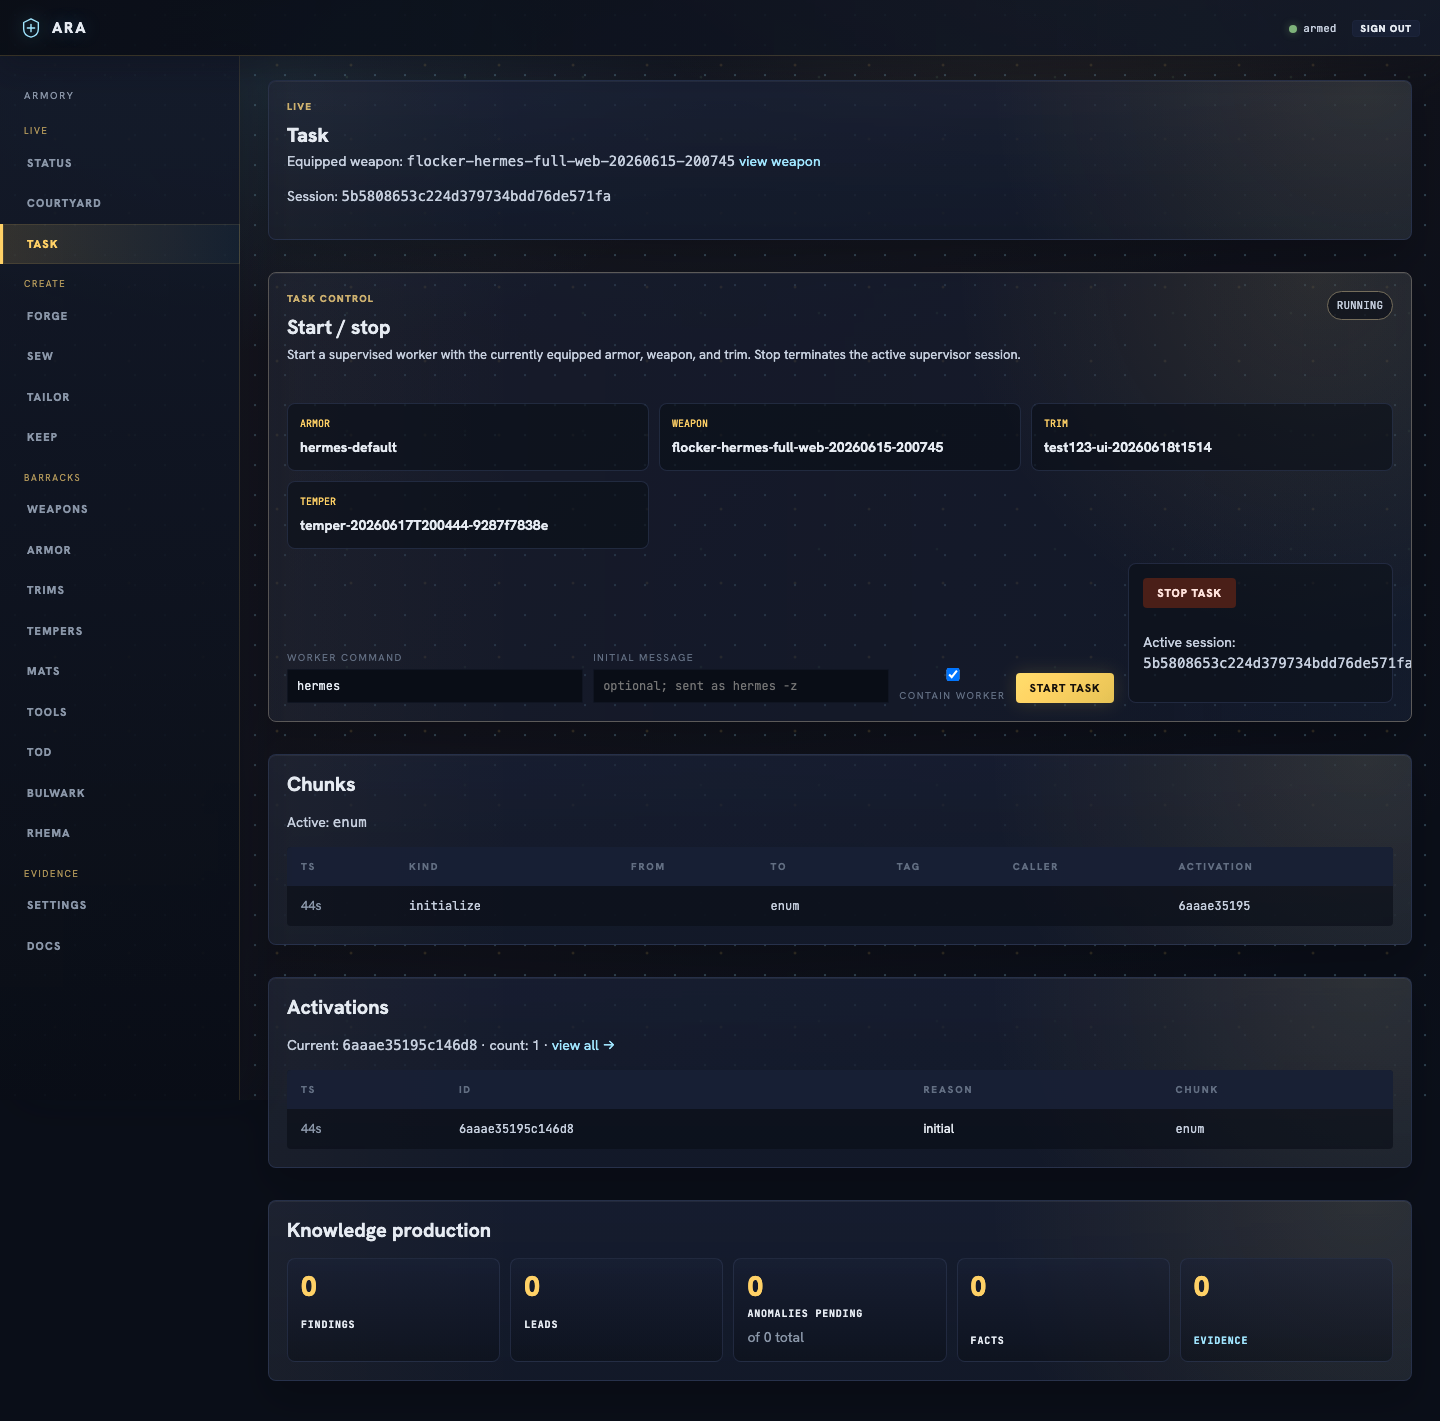 ARA
armed
SIGN OUT
ARMORY
LIVE
STATUS
COURTYARD
TASK
CREATE
FORGE
SEW
TAILOR
KEEP
BARRACKS
WEAPONS
ARMOR
TRIMS
TEMPERS
MATS
TOOLS
TOD
BULWARK
RHEMA
EVIDENCE
SETTINGS
DOCS
LIVE
Task
Equipped weapon: flocker-hermes-full-web-20260615-200745 view weapon
Session: 5b5808653c224d379734bdd76de571fa
TASK CONTROL
RUNNING
Start / stop
Start a supervised worker with the currently equipped armor, weapon, and trim. Stop terminates the active supervisor session.
ARMOR
hermes-default
WEAPON
flocker-hermes-full-web-20260615-200745
TRIM
test123-ui-20260618t1514
TEMPER
temper-20260617T200444-9287f7838e
WORKER COMMAND
hermes
INITIAL MESSAGE
optional; sent as hermes -z
CONTAIN WORKER
START TASK
STOP TASK
Active session:
5b5808653c224d379734bdd76de571fa
Chunks
Active: enum
TS KIND FROM TO TAG CALLER ACTIVATION
44s initialize enum 6aaae35195
Activations
Current: 6aaae35195c146d8 · count: 1 · view all →
TS ID REASON CHUNK
44s 6aaae35195c146d8 initial enum
Knowledge production
0
FINDINGS
0
LEADS
0
ANOMALIES PENDING
of 0 total
0
FACTS
0
EVIDENCE